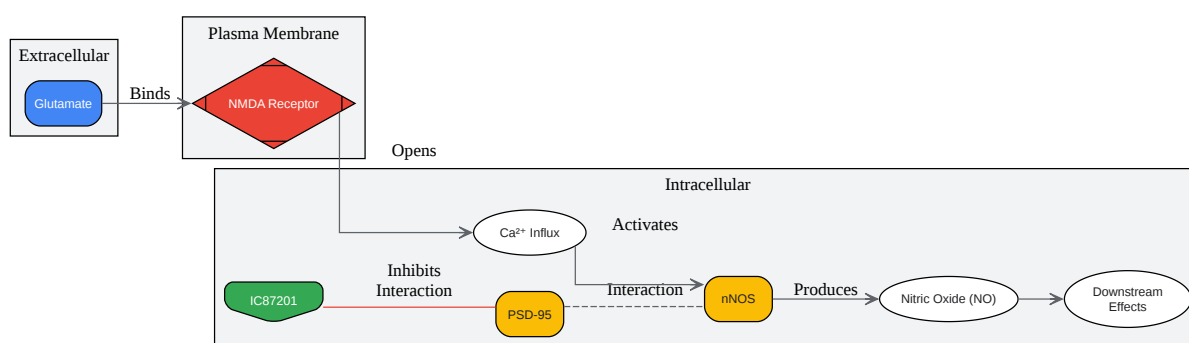 Plasma Membrane
Extracellular
Glutamate
Binds
NMDA Receptor
Opens
Intracellular
Ca²⁺ Influx
Activates
Inhibits
Interaction
IC87201
PSD-95
Interaction
nNOS
Produces
Nitric Oxide (NO)
Downstream
Effects